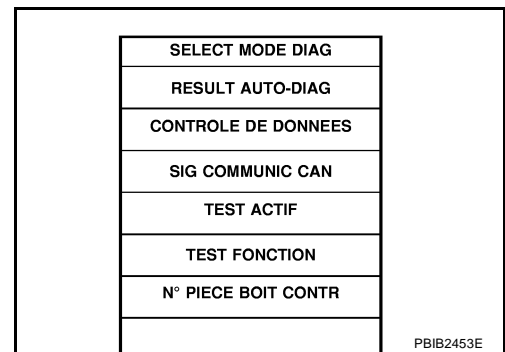 SELECT MODE DIAG
RESULT AUTO-DIAG
CONTROLE DE DONNEES
SIG COMMUNIC CAN
TEST ACTIF
TEST FONCTION
N° PIECE BOIT CONTR
PBIB2453E